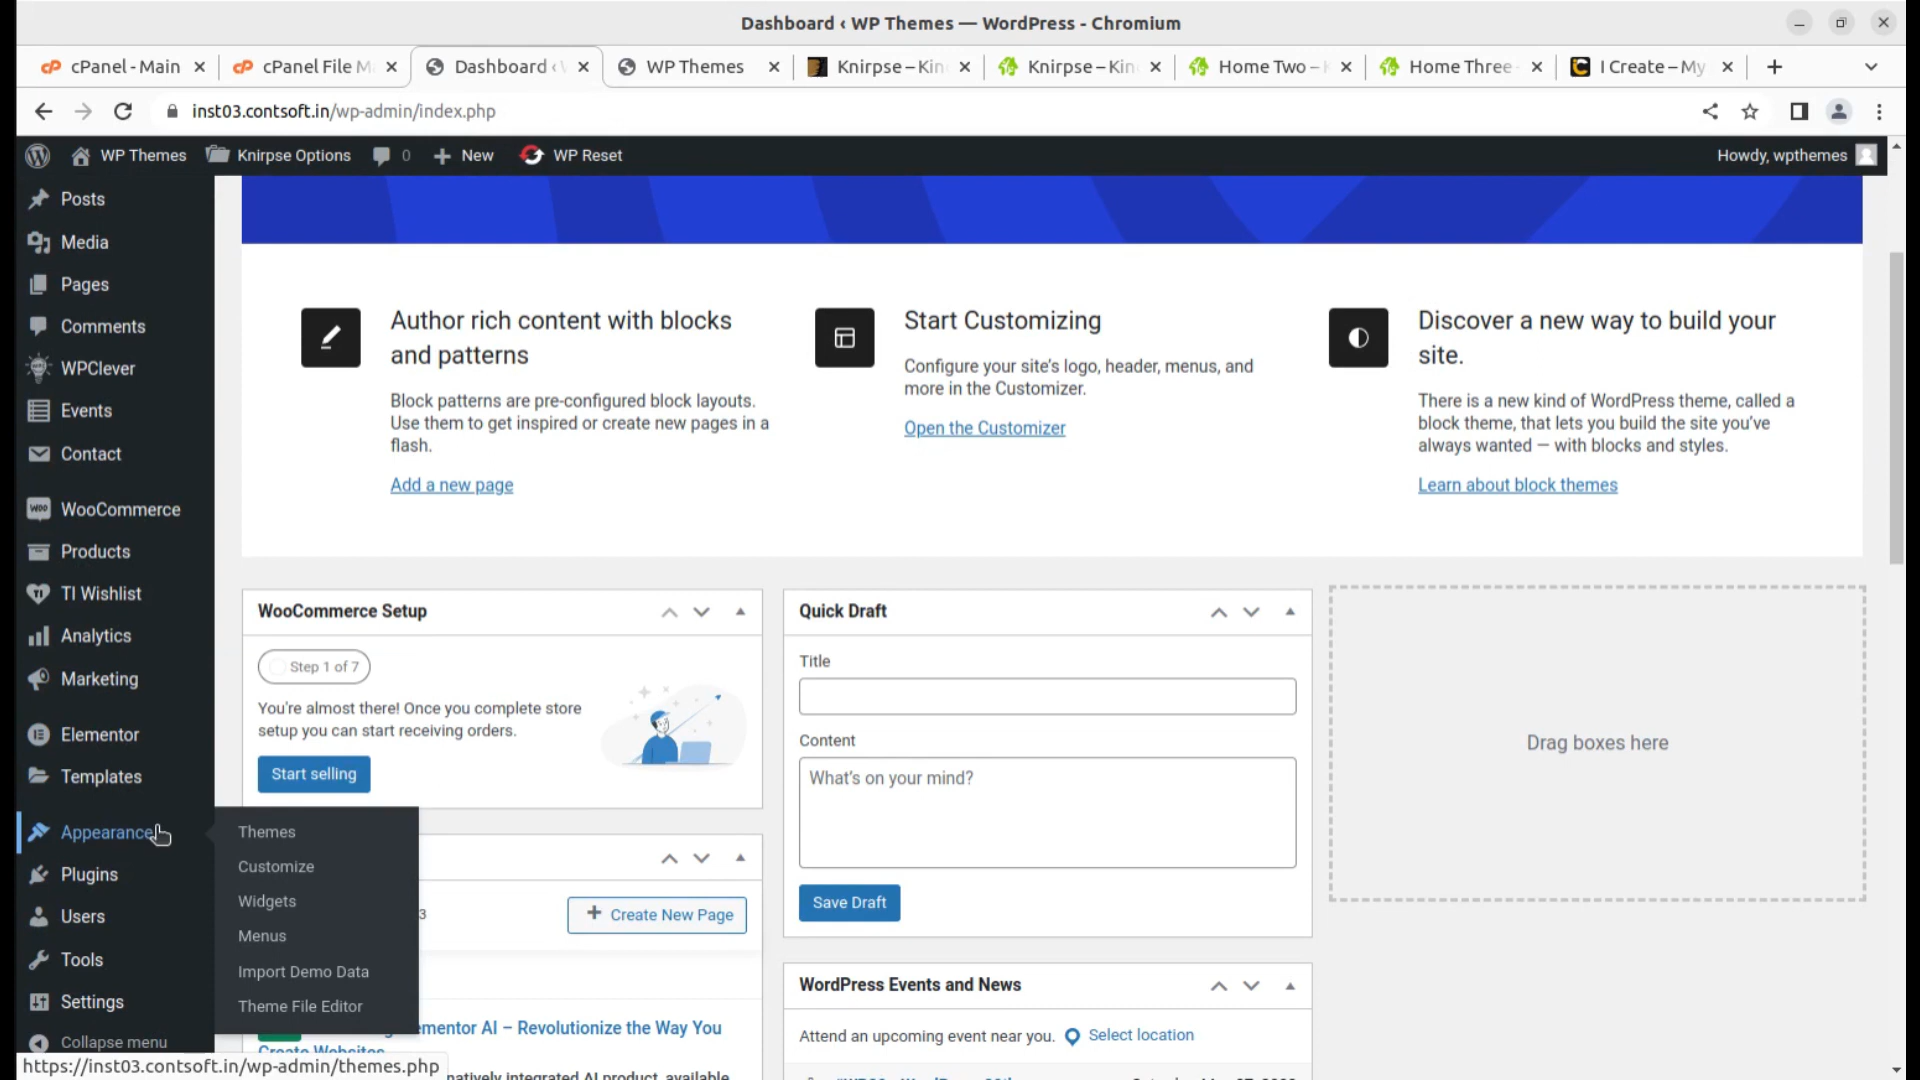 Dashboard ‹ WP Themes — WordPress - Chromium
cPanel - Main
cPanel File M
Dashboard ‹ W
WP Themes
Knirpse – Kin
Knirpse – Kin
Home Two –
Home Three
I Create – My
inst03.contsoft.in/wp-admin/index.php
WP Themes
Knirpse Options
0
New
WP Reset
Howdy, wpthemes
Posts
Media
Pages
Comments
WPClever
Events
Contact
WooCommerce
Products
TI Wishlist
Analytics
Marketing
Elementor
Templates
Appearance
Plugins
Users
Tools
Settings
Collapse menu
Themes
Customize
Widgets
Menus
Import Demo Data
Theme File Editor
Author rich content with blocks
and patterns
Block patterns are pre-configured block layouts.
Use them to get inspired or create new pages in a
flash.
Add a new page
Start Customizing
Configure your site's logo, header, menus, and
more in the Customizer.
Open the Customizer
Discover a new way to build your
site.
There is a new kind of WordPress theme, called a
block theme, that lets you build the site you've
always wanted — with blocks and styles.
Learn about block themes
WooCommerce Setup
Step 1 of 7
You're almost there! Once you complete store
setup you can start receiving orders.
Start selling
3
Create New Page
ementor AI – Revolutionize the Way You
Create Websites
natively integrated AI product, available
Quick Draft
Title
Content
What's on your mind?
Save Draft
WordPress Events and News
Attend an upcoming event near you.
Select location
Drag boxes here
https://inst03.contsoft.in/wp-admin/themes.php